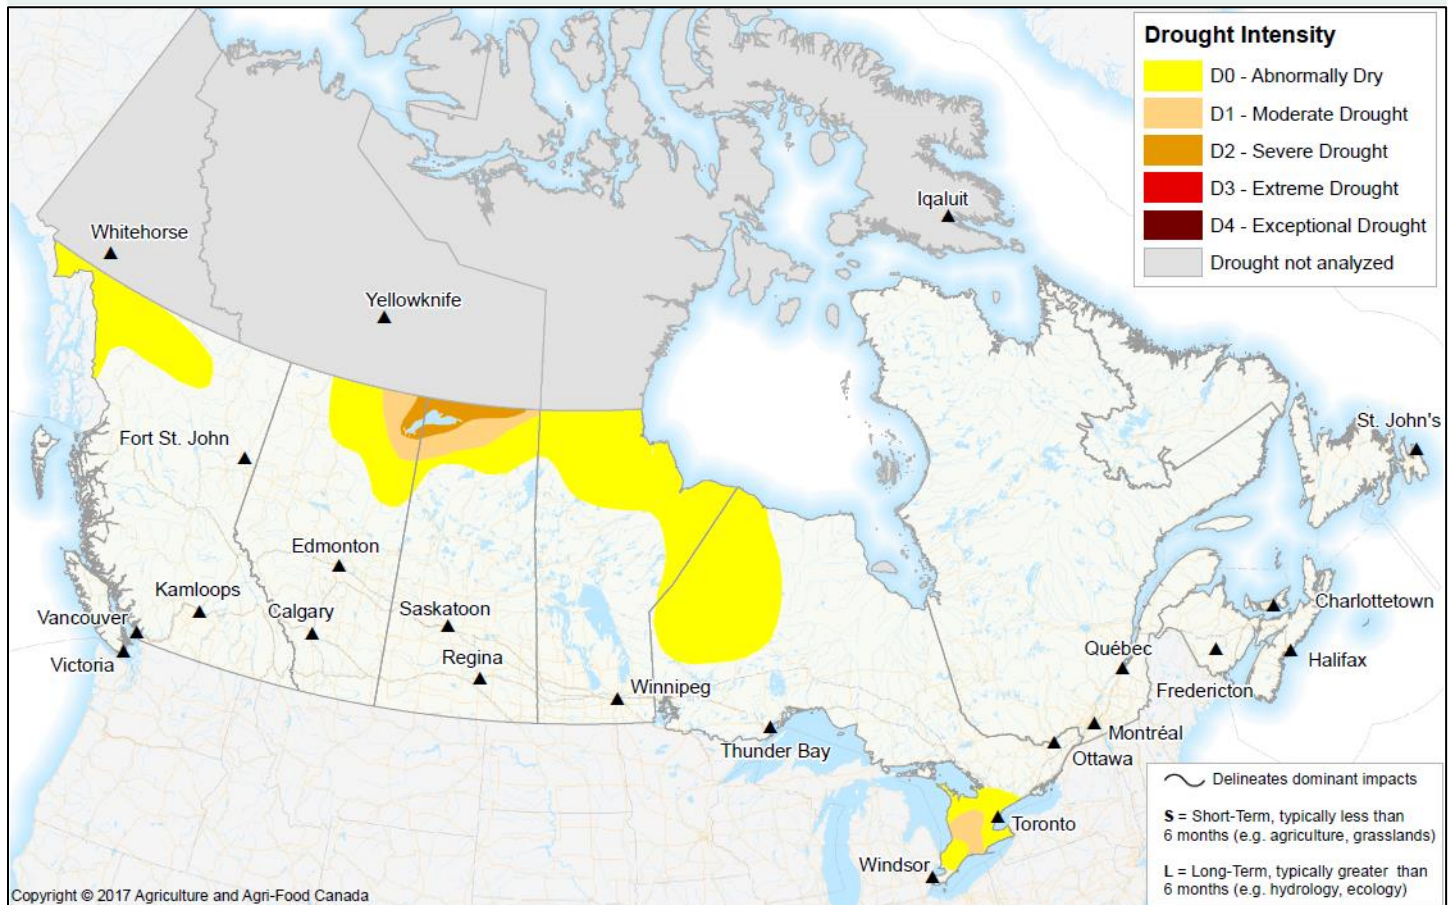 Drought Intensity
D0 - Abnormally Dry
D1 - Moderate Drought
D2 - Severe Drought
D3 - Extreme Drought
D4 - Exceptional Drought
Drought not analyzed
Iqaluit
Whitehorse
Yellowknife
St. John's
Fort St. John
Edmonton
Kamloops
Calgary
Saskatoon
Charlottetown
Vancouver
Victoria
Regina
Québec
Halifax
Winnipeg
Fredericton
Montréal
Thunder Bay
Ottawa
Toronto
Windsor
Delineates dominant impacts
S = Short-Term, typically less than
6 months (e.g. agriculture, grasslands)
L = Long-Term, typically greater than
6 months (e.g. hydrology, ecology)
Copyright © 2017 Agriculture and Agri-Food Canada